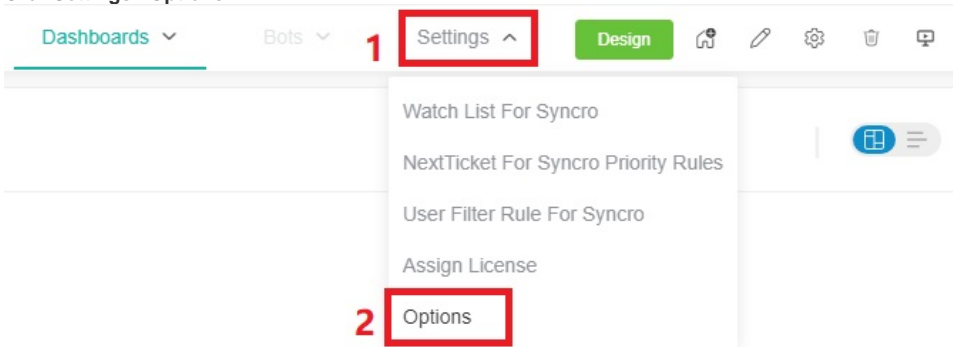 Dashboards Bots 1 Settings Design
Watch List For Syncro
NextTicket For Syncro Priority Rules
User Filter Rule For Syncro
Assign License
2 Options